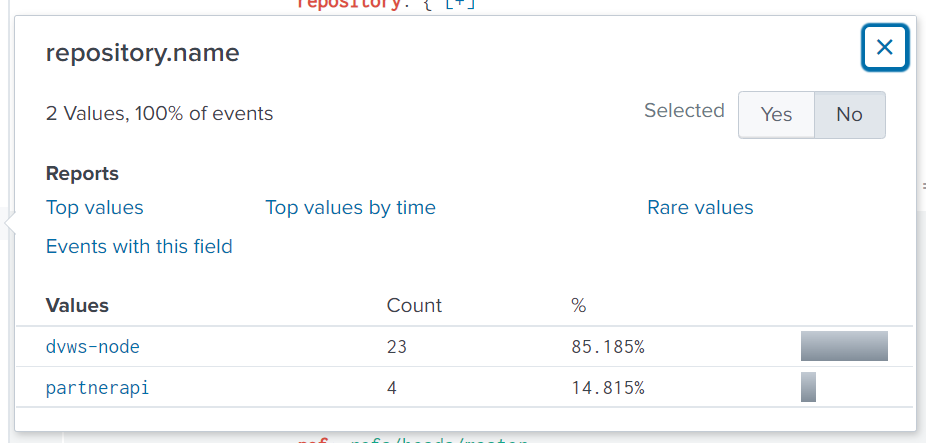 repository: { [+]
repository.name
2 Values, 100% of events
Selected Yes No
Reports
Top values Top values by time Rare values
Events with this field
Values Count %
dvws-node 23 85.185%
partnerapi 4 14.815%
ref: refs/heads/master